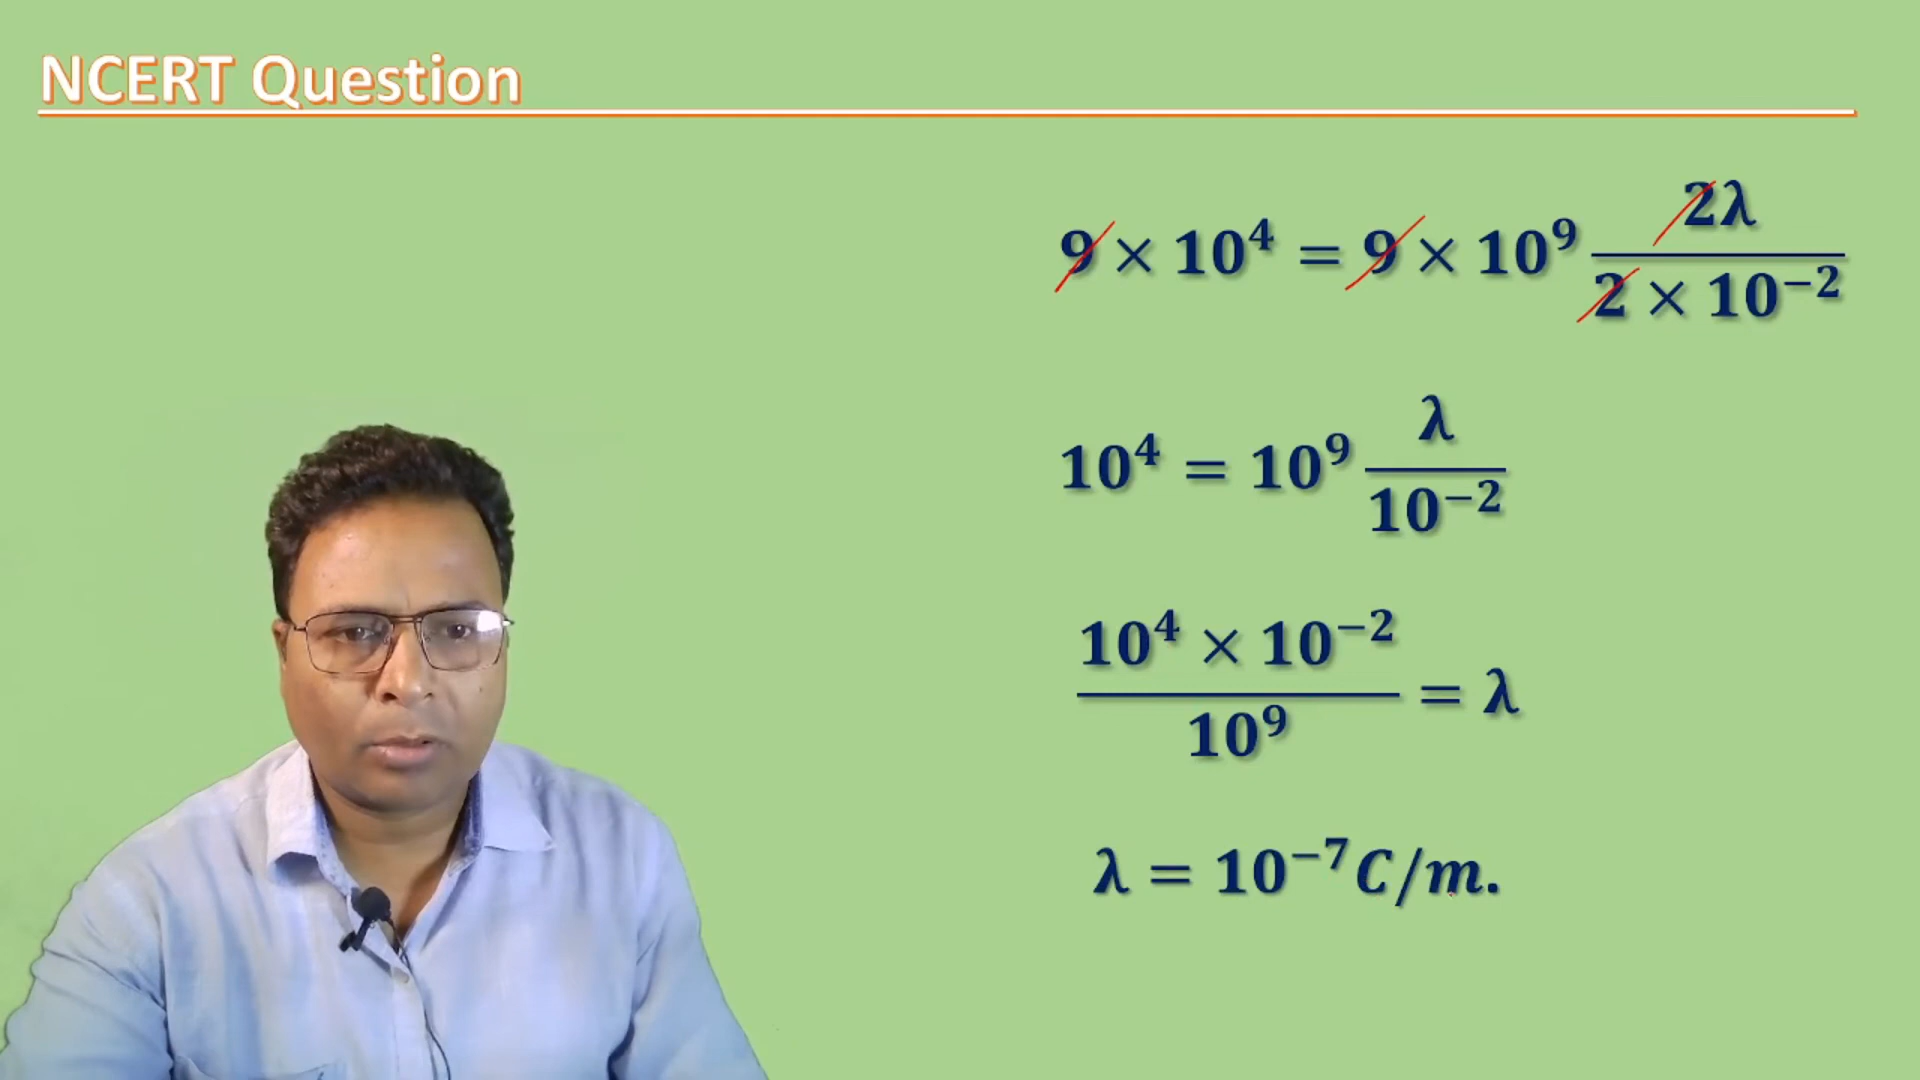 NCERT Question
9 × 10⁴ = 9 × 10⁹ 2λ / 2 × 10⁻²
10⁴ = 10⁹ λ / 10⁻²
10⁴ × 10⁻² / 10⁹ = λ
λ = 10⁻⁷ C/m.